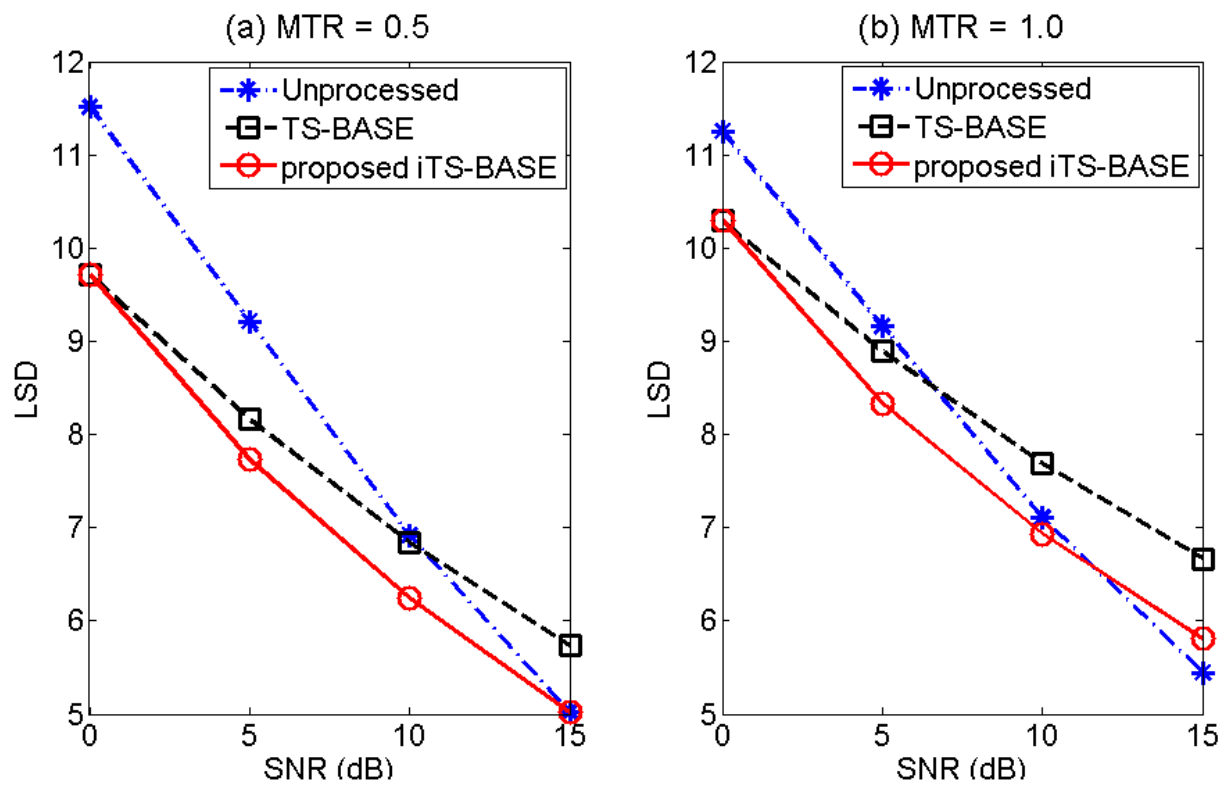 (a) MTR = 0.5
12
11
10
9
8
7
6
5
LSD
0
5
10
15
SNR (dB)
Unprocessed
TS-BASE
proposed iTS-BASE
(b) MTR = 1.0
12
11
10
9
8
7
6
5
LSD
0
5
10
15
SNR (dB)
Unprocessed
TS-BASE
proposed iTS-BASE